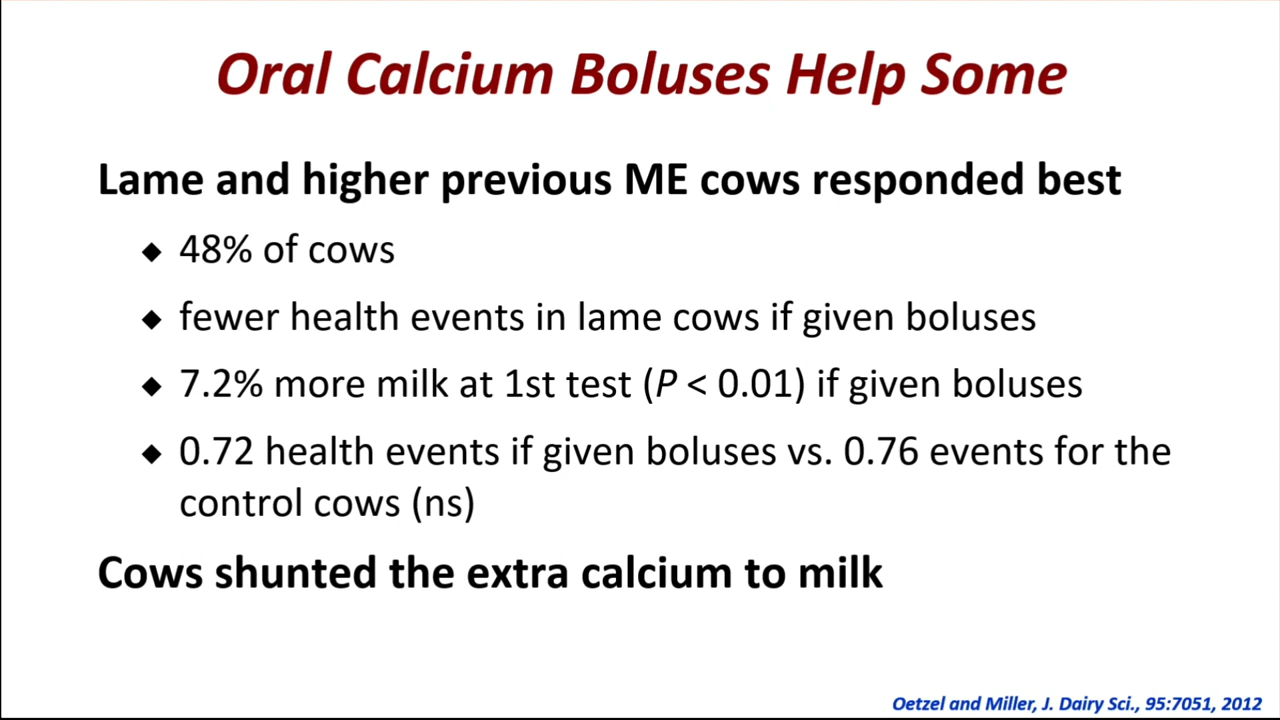 Oral Calcium Boluses Help Some
Lame and higher previous ME cows responded best
◆ 48% of cows
◆ fewer health events in lame cows if given boluses
◆ 7.2% more milk at 1st test (P < 0.01) if given boluses
◆ 0.72 health events if given boluses vs. 0.76 events for the
control cows (ns)
Cows shunted the extra calcium to milk
Oetzel and Miller, J. Dairy Sci., 95:7051, 2012